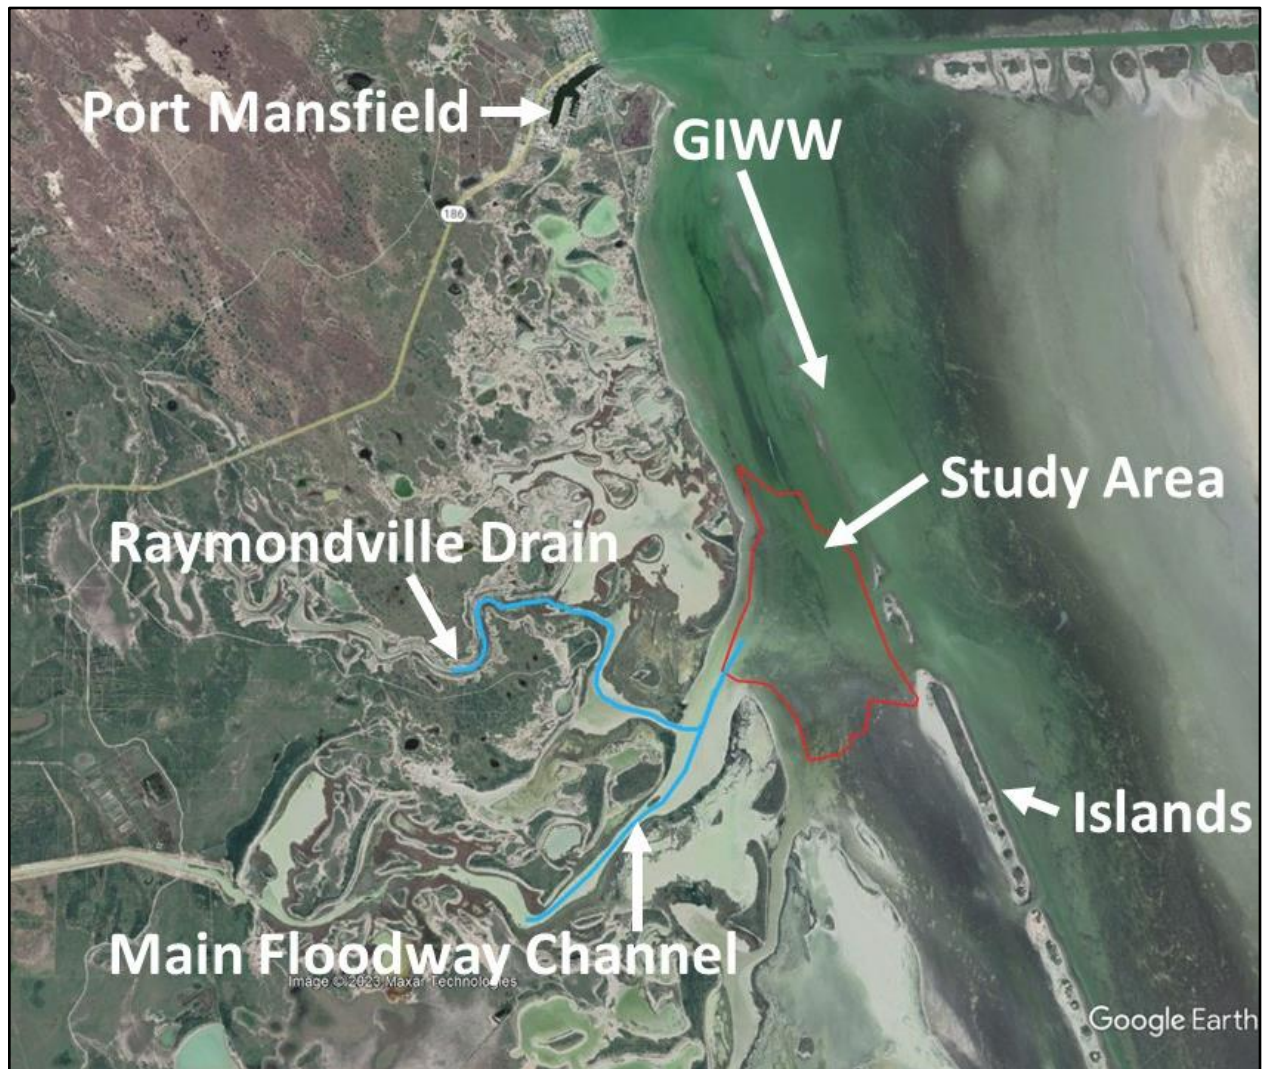 Port Mansfield
GIWW
186
Study Area
Raymondville Drain
Islands
Main Floodway Channel
Image © 2023 Maxar Technologies
Google Earth